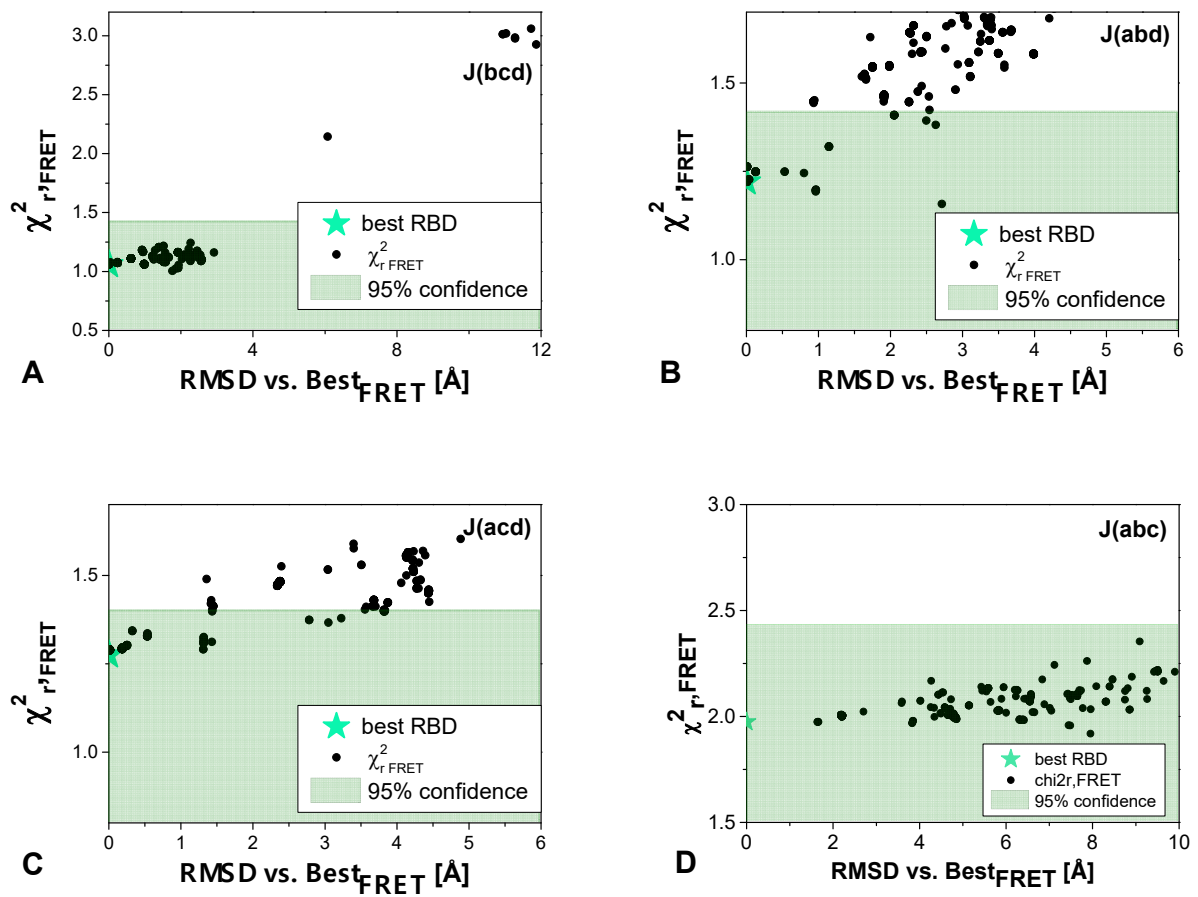 J(bcd)
3.0
2.5
2.0
1.5
1.0
0.5
χ²r,FRET
best RBD
χ²r FRET
95% confidence
0 4 8 12
RMSD vs. BestFRET [Å]
A
J(abd)
1.5
1.0
χ²r,FRET
best RBD
χ²r FRET
95% confidence
0 1 2 3 4 5 6
RMSD vs. BestFRET [Å]
B
J(acd)
1.5
1.0
χ²r,FRET
best RBD
χ²r FRET
95% confidence
0 1 2 3 4 5 6
RMSD vs. BestFRET [Å]
C
J(abc)
3.0
2.5
2.0
1.5
χ²r,FRET
best RBD
chi2r,FRET
95% confidence
0 2 4 6 8 10
RMSD vs. BestFRET [Å]
D